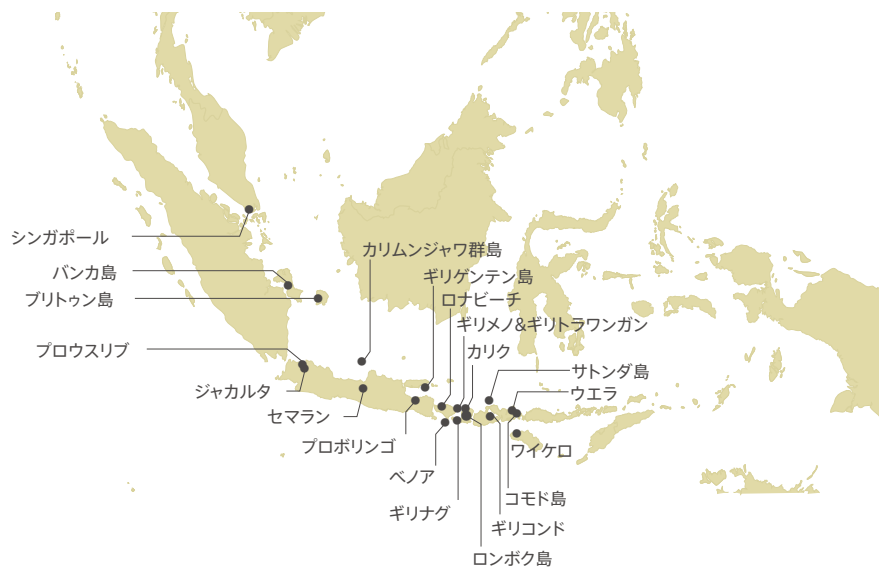 シンガポール
カリムンジャワ群島
バンカ島
ギリゲンテン島
ブリトゥン島
ロナビーチ
ギリメノ&ギリトラワンガン
プロウスリブ
カリク
サトンダ島
ジャカルタ
ウエラ
セマラン
プロボリンゴ
ワイケロ
ベノア
コモド島
ギリナグ
ギリコンド
ロンボク島